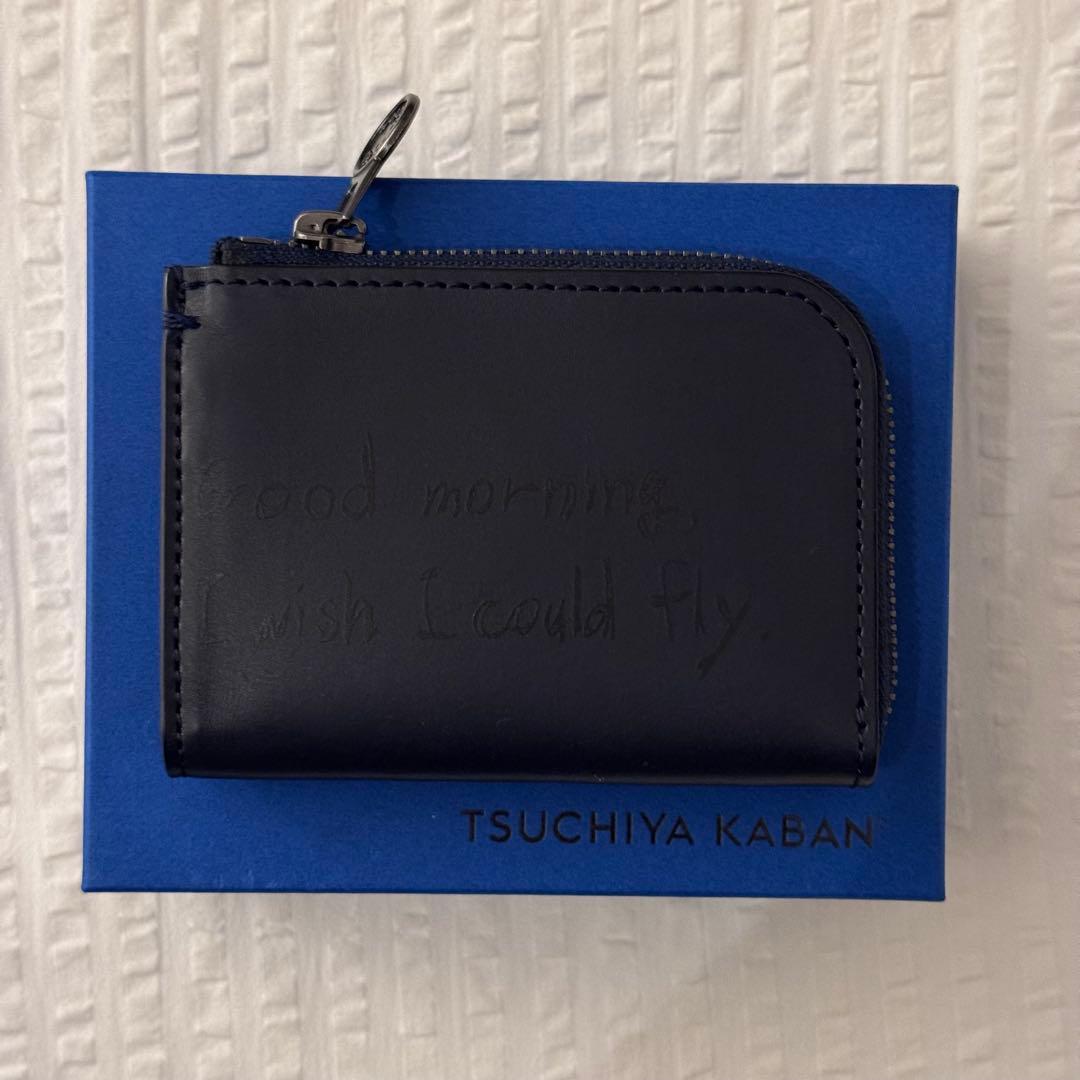 Good morning,
I wish I could fly.
TSUCHIYA KABAN